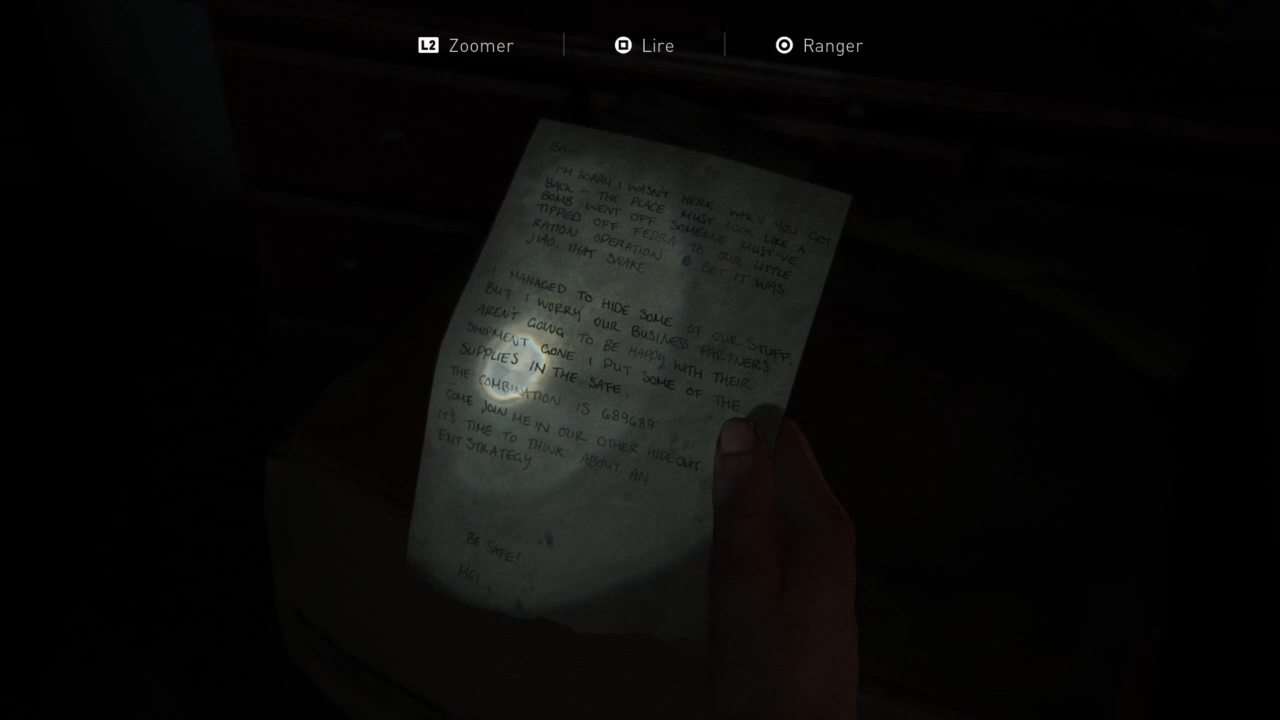 L2 Zoomer
Lire
Ranger
I'M SORRY I WASN'T HERE WHEN YOU GOT
BACK - THE PLACE MUST LOOK LIKE A
BOMB WENT OFF SOMEONE MUST'VE
TIPPED OFF FEDRA TO OUR LITTLE
RATION OPERATION I BET IT WAS
JIAO, THAT SNAKE
I MANAGED TO HIDE SOME OF OUR STUFF,
BUT I WORRY OUR BUSINESS PARTNERS
AREN'T GOING TO BE HAPPY WITH THEIR
SHIPMENT GONE. I PUT SOME OF THE
SUPPLIES IN THE SAFE.
THE COMBINATION IS 689689
COME JOIN ME IN OUR OTHER HIDEOUT.
IT'S TIME TO THINK ABOUT AN
EXIT STRATEGY
BE SAFE!